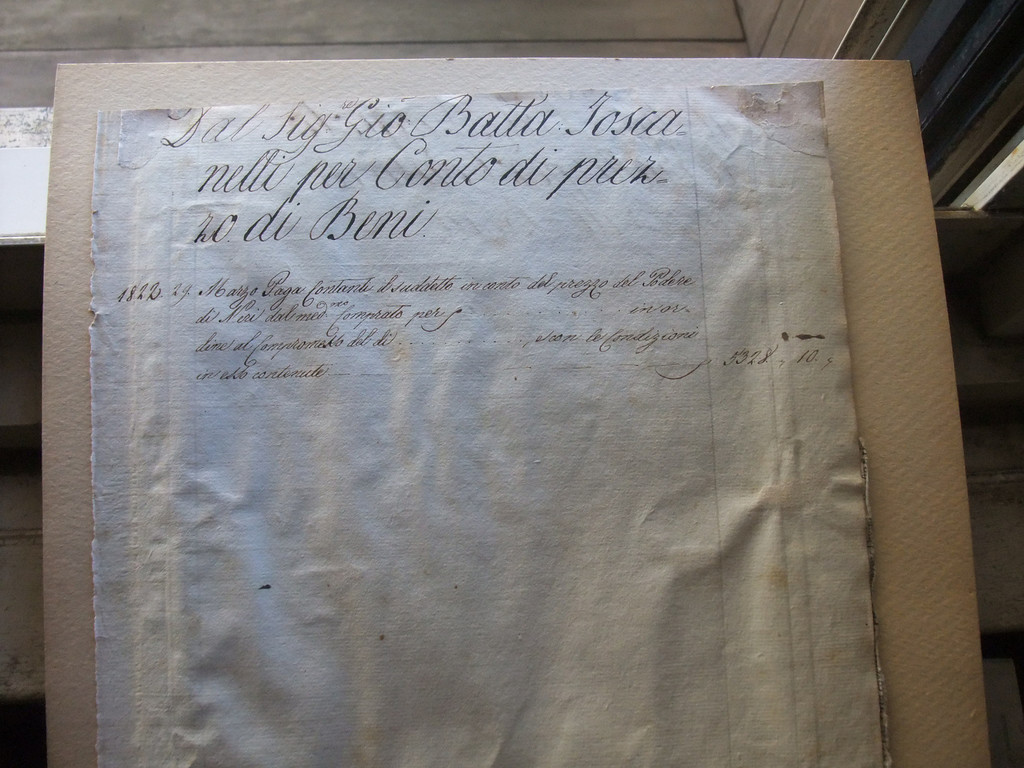 Dal Sig.re Gio Batta Tosca=
nelli per Conto di prez=
zo di Beni.
1822. 29. Marzo Paga Contanti il suddetto in conto del prezzo del Podere
di dal med.mo Comprato per in or-
dine al Compromesso del dì , e con le Condizioni
in esso contenute 10.